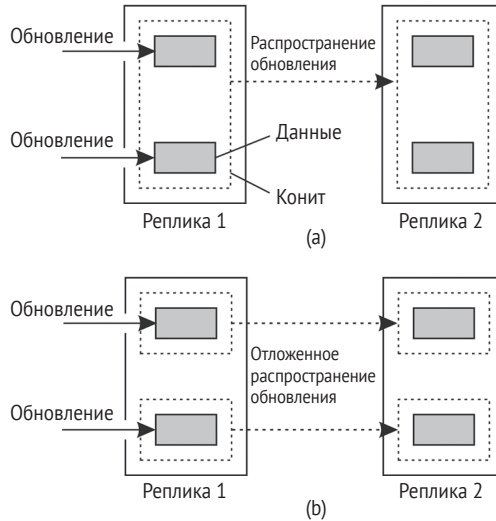 Обновление
Распространение
обновления
Обновление
Данные
Конит
Реплика 1
Реплика 2
(a)
Обновление
Отложенное
распространение
обновления
Обновление
Реплика 1
Реплика 2
(b)